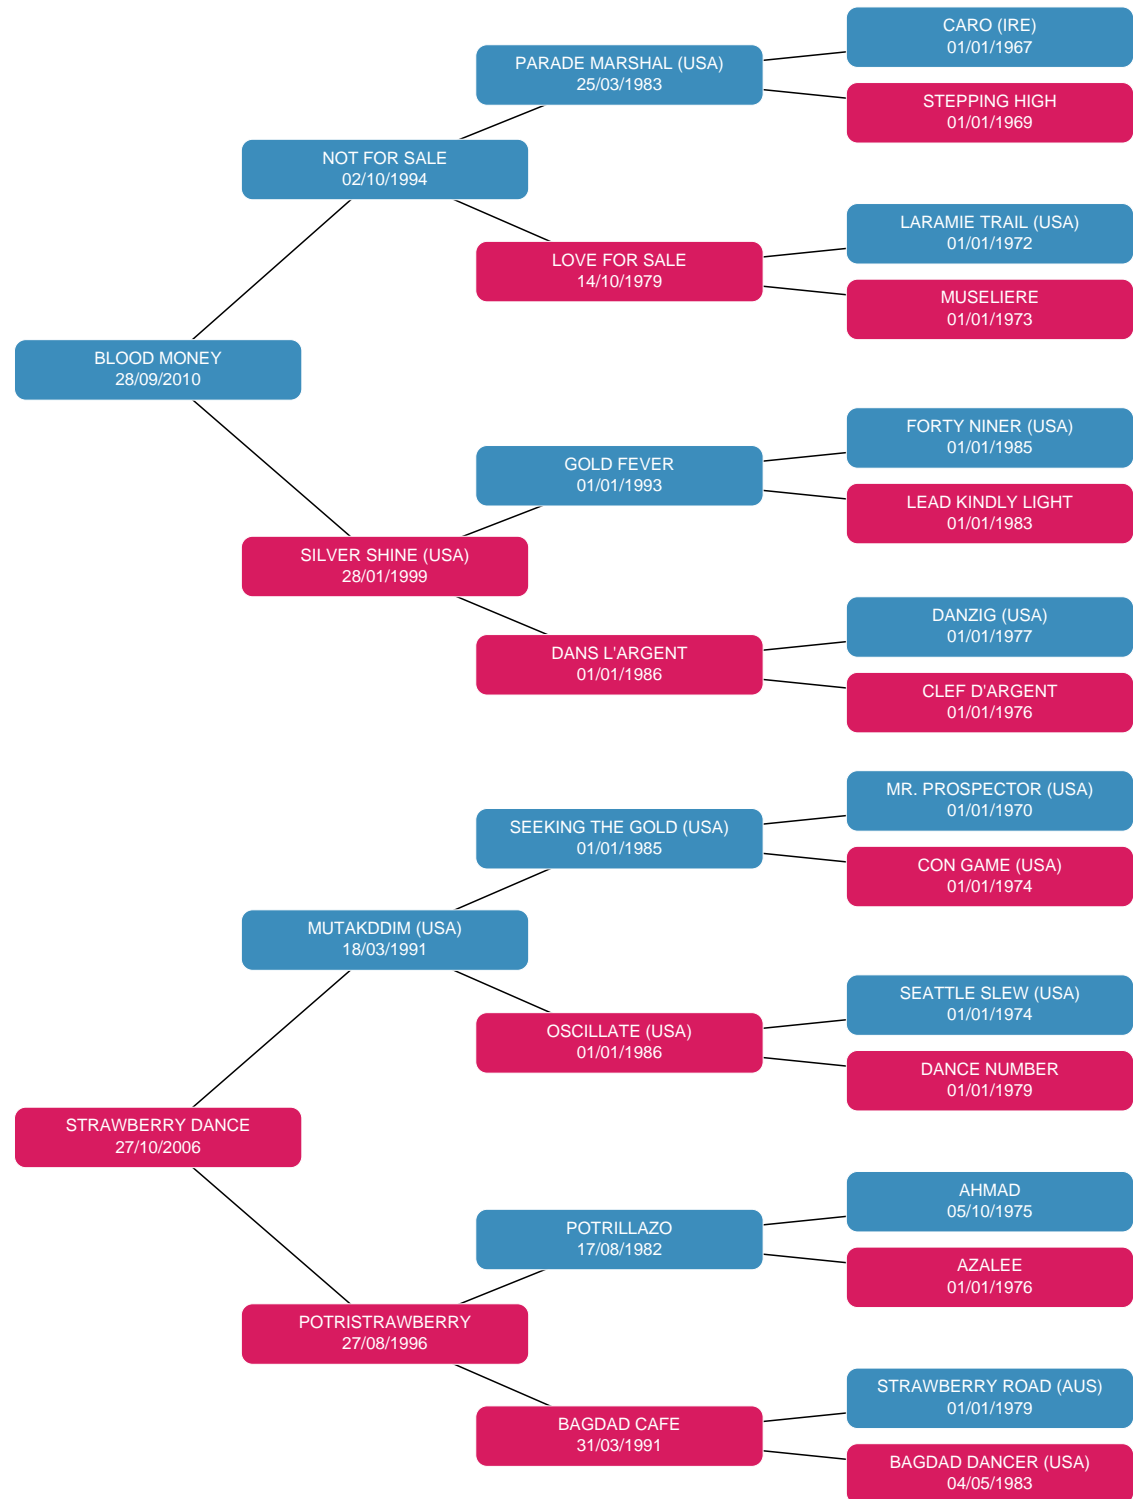 CARO (IRE)
01/01/1967
PARADE MARSHAL (USA)
25/03/1983
STEPPING HIGH
01/01/1969
NOT FOR SALE
02/10/1994
LARAMIE TRAIL (USA)
01/01/1972
LOVE FOR SALE
14/10/1979
MUSELIERE
01/01/1973
BLOOD MONEY
28/09/2010
FORTY NINER (USA)
01/01/1985
GOLD FEVER
01/01/1993
LEAD KINDLY LIGHT
01/01/1983
SILVER SHINE (USA)
28/01/1999
DANZIG (USA)
01/01/1977
DANS L'ARGENT
01/01/1986
CLEF D'ARGENT
01/01/1976
MR. PROSPECTOR (USA)
01/01/1970
SEEKING THE GOLD (USA)
01/01/1985
CON GAME (USA)
01/01/1974
MUTAKDDIM (USA)
18/03/1991
SEATTLE SLEW (USA)
01/01/1974
OSCILLATE (USA)
01/01/1986
DANCE NUMBER
01/01/1979
STRAWBERRY DANCE
27/10/2006
AHMAD
05/10/1975
POTRILLAZO
17/08/1982
AZALEE
01/01/1976
POTRISTRAWBERRY
27/08/1996
STRAWBERRY ROAD (AUS)
01/01/1979
BAGDAD CAFE
31/03/1991
BAGDAD DANCER (USA)
04/05/1983